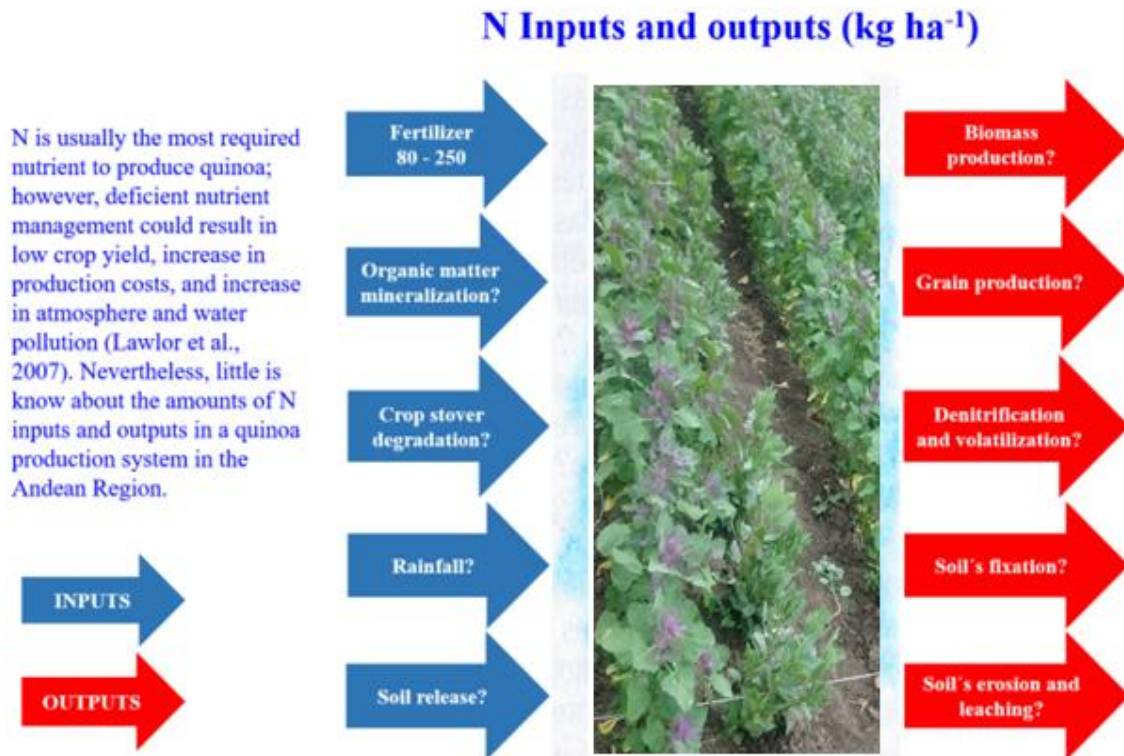 N Inputs and outputs (kg ha-1)
N is usually the most required
nutrient to produce quinoa;
however, deficient nutrient
management could result in
low crop yield, increase in
production costs, and increase
in atmosphere and water
pollution (Lawlor et al.,
2007). Nevertheless, little is
know about the amounts of N
inputs and outputs in a quinoa
production system in the
Andean Region.
INPUTS
OUTPUTS
Fertilizer
80 - 250
Organic matter
mineralization?
Crop stover
degradation?
Rainfall?
Soil release?
Biomass
production?
Grain production?
Denitrification
and volatilization?
Soil´s fixation?
Soil´s erosion and
leaching?